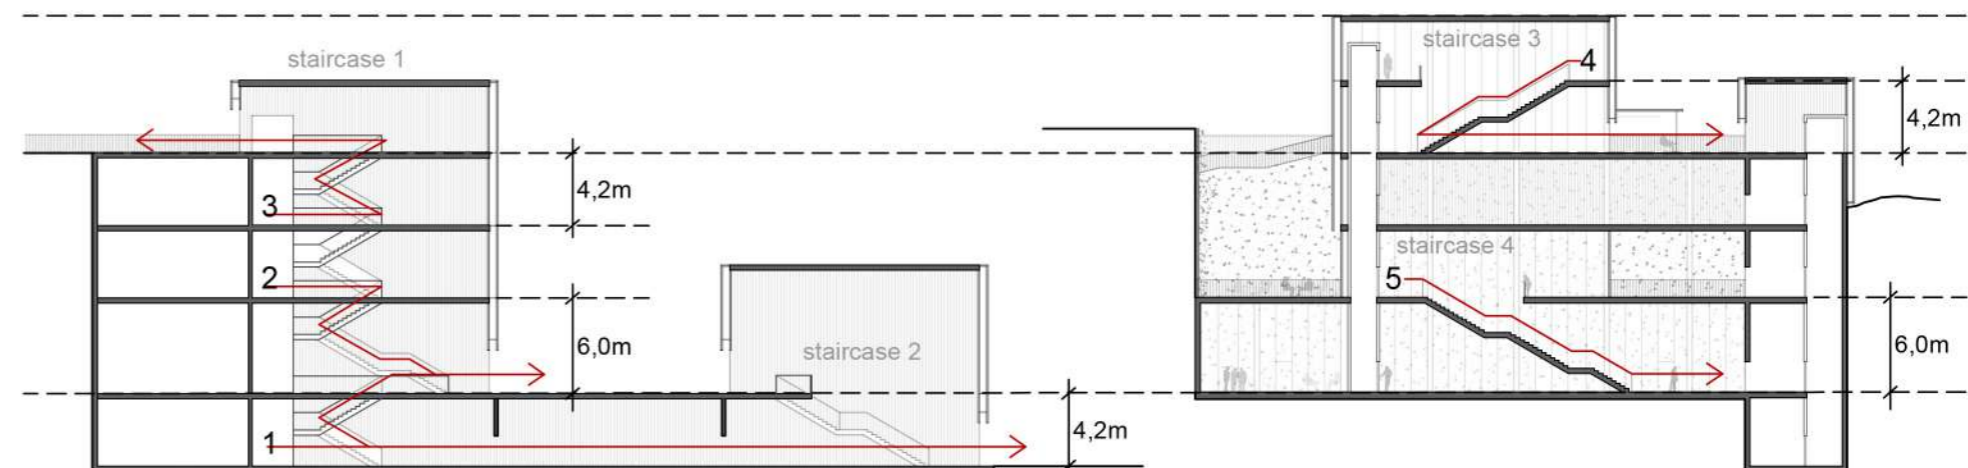 staircase 1
3
2
1
4,2m
6,0m
staircase 2
4,2m
staircase 3
4
4,2m
staircase 4
5
6,0m